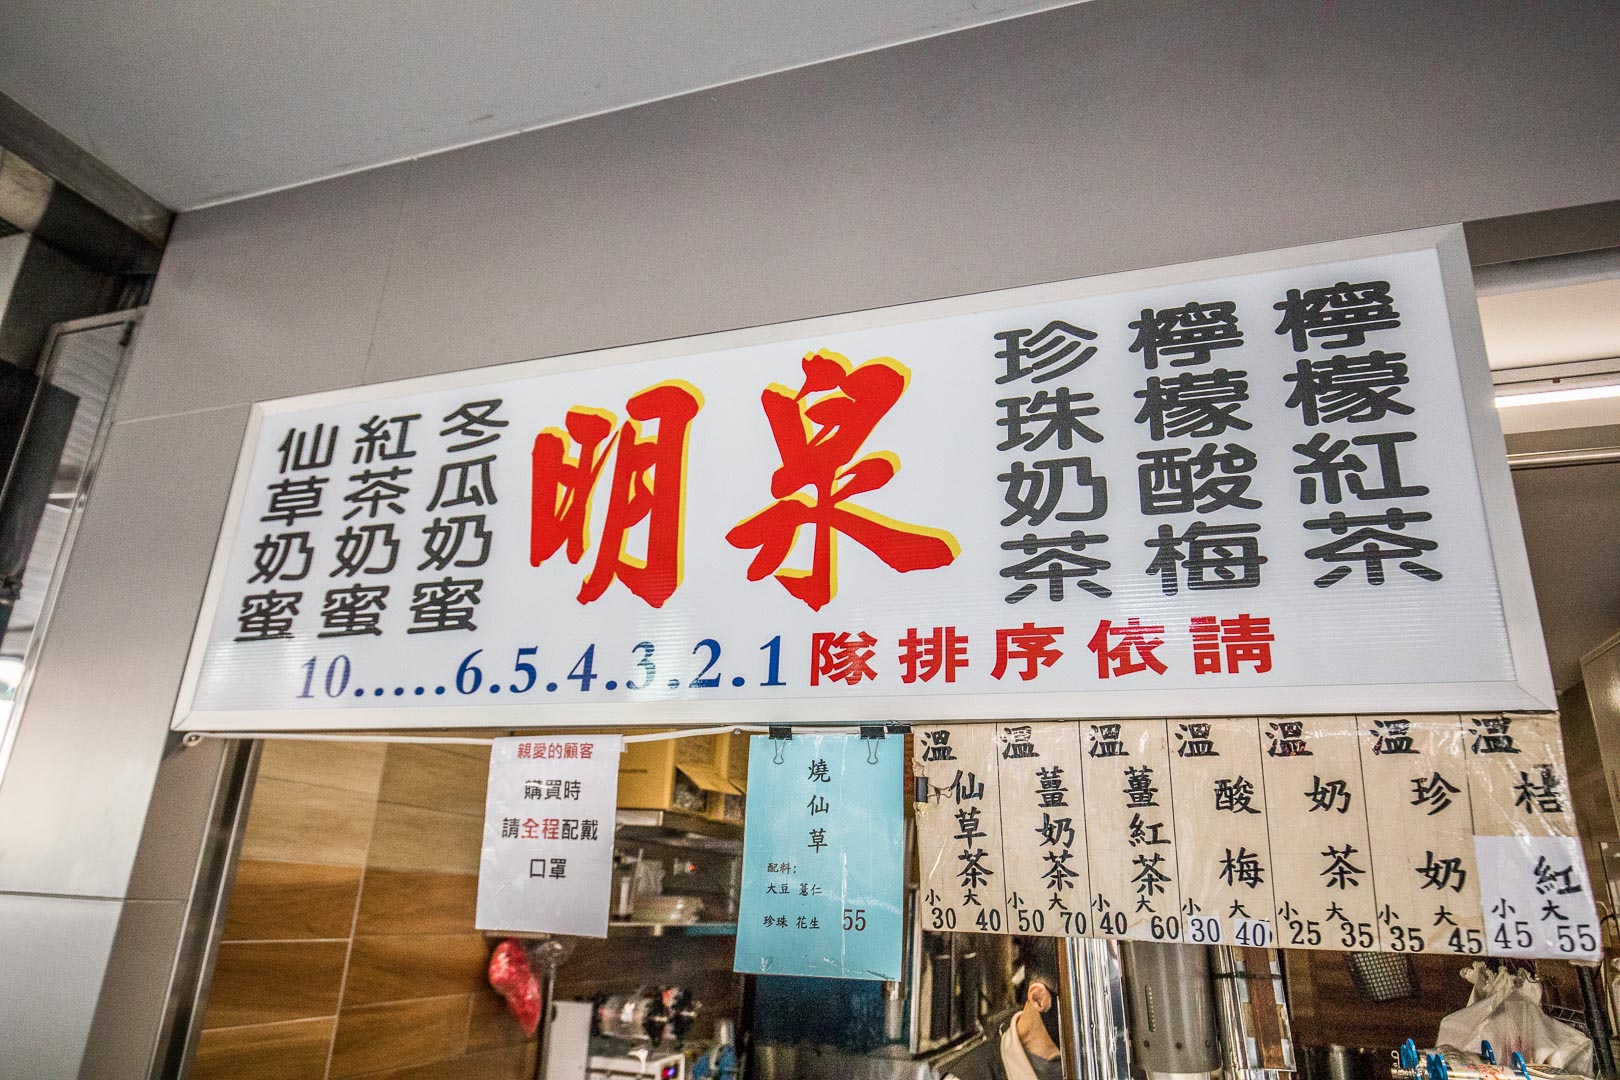 檸檬紅茶
檸檬酸梅
珍珠奶茶
泉明
冬瓜奶蜜
紅茶奶蜜
仙草奶蜜
請依序排隊1.2.3.4.5.6.....10
親愛的顧客
購買時
請全程配戴
口罩
燒仙草
配料:
大豆 薏仁
珍珠 花生 55
溫 仙草茶 小30 大40
溫 薑奶茶 小50 大70
溫 薑紅茶 小40 大60
溫 酸梅 小30 大40
溫 奶茶 小25 大35
溫 珍奶 小35 大45
溫 桔紅 小45 大55